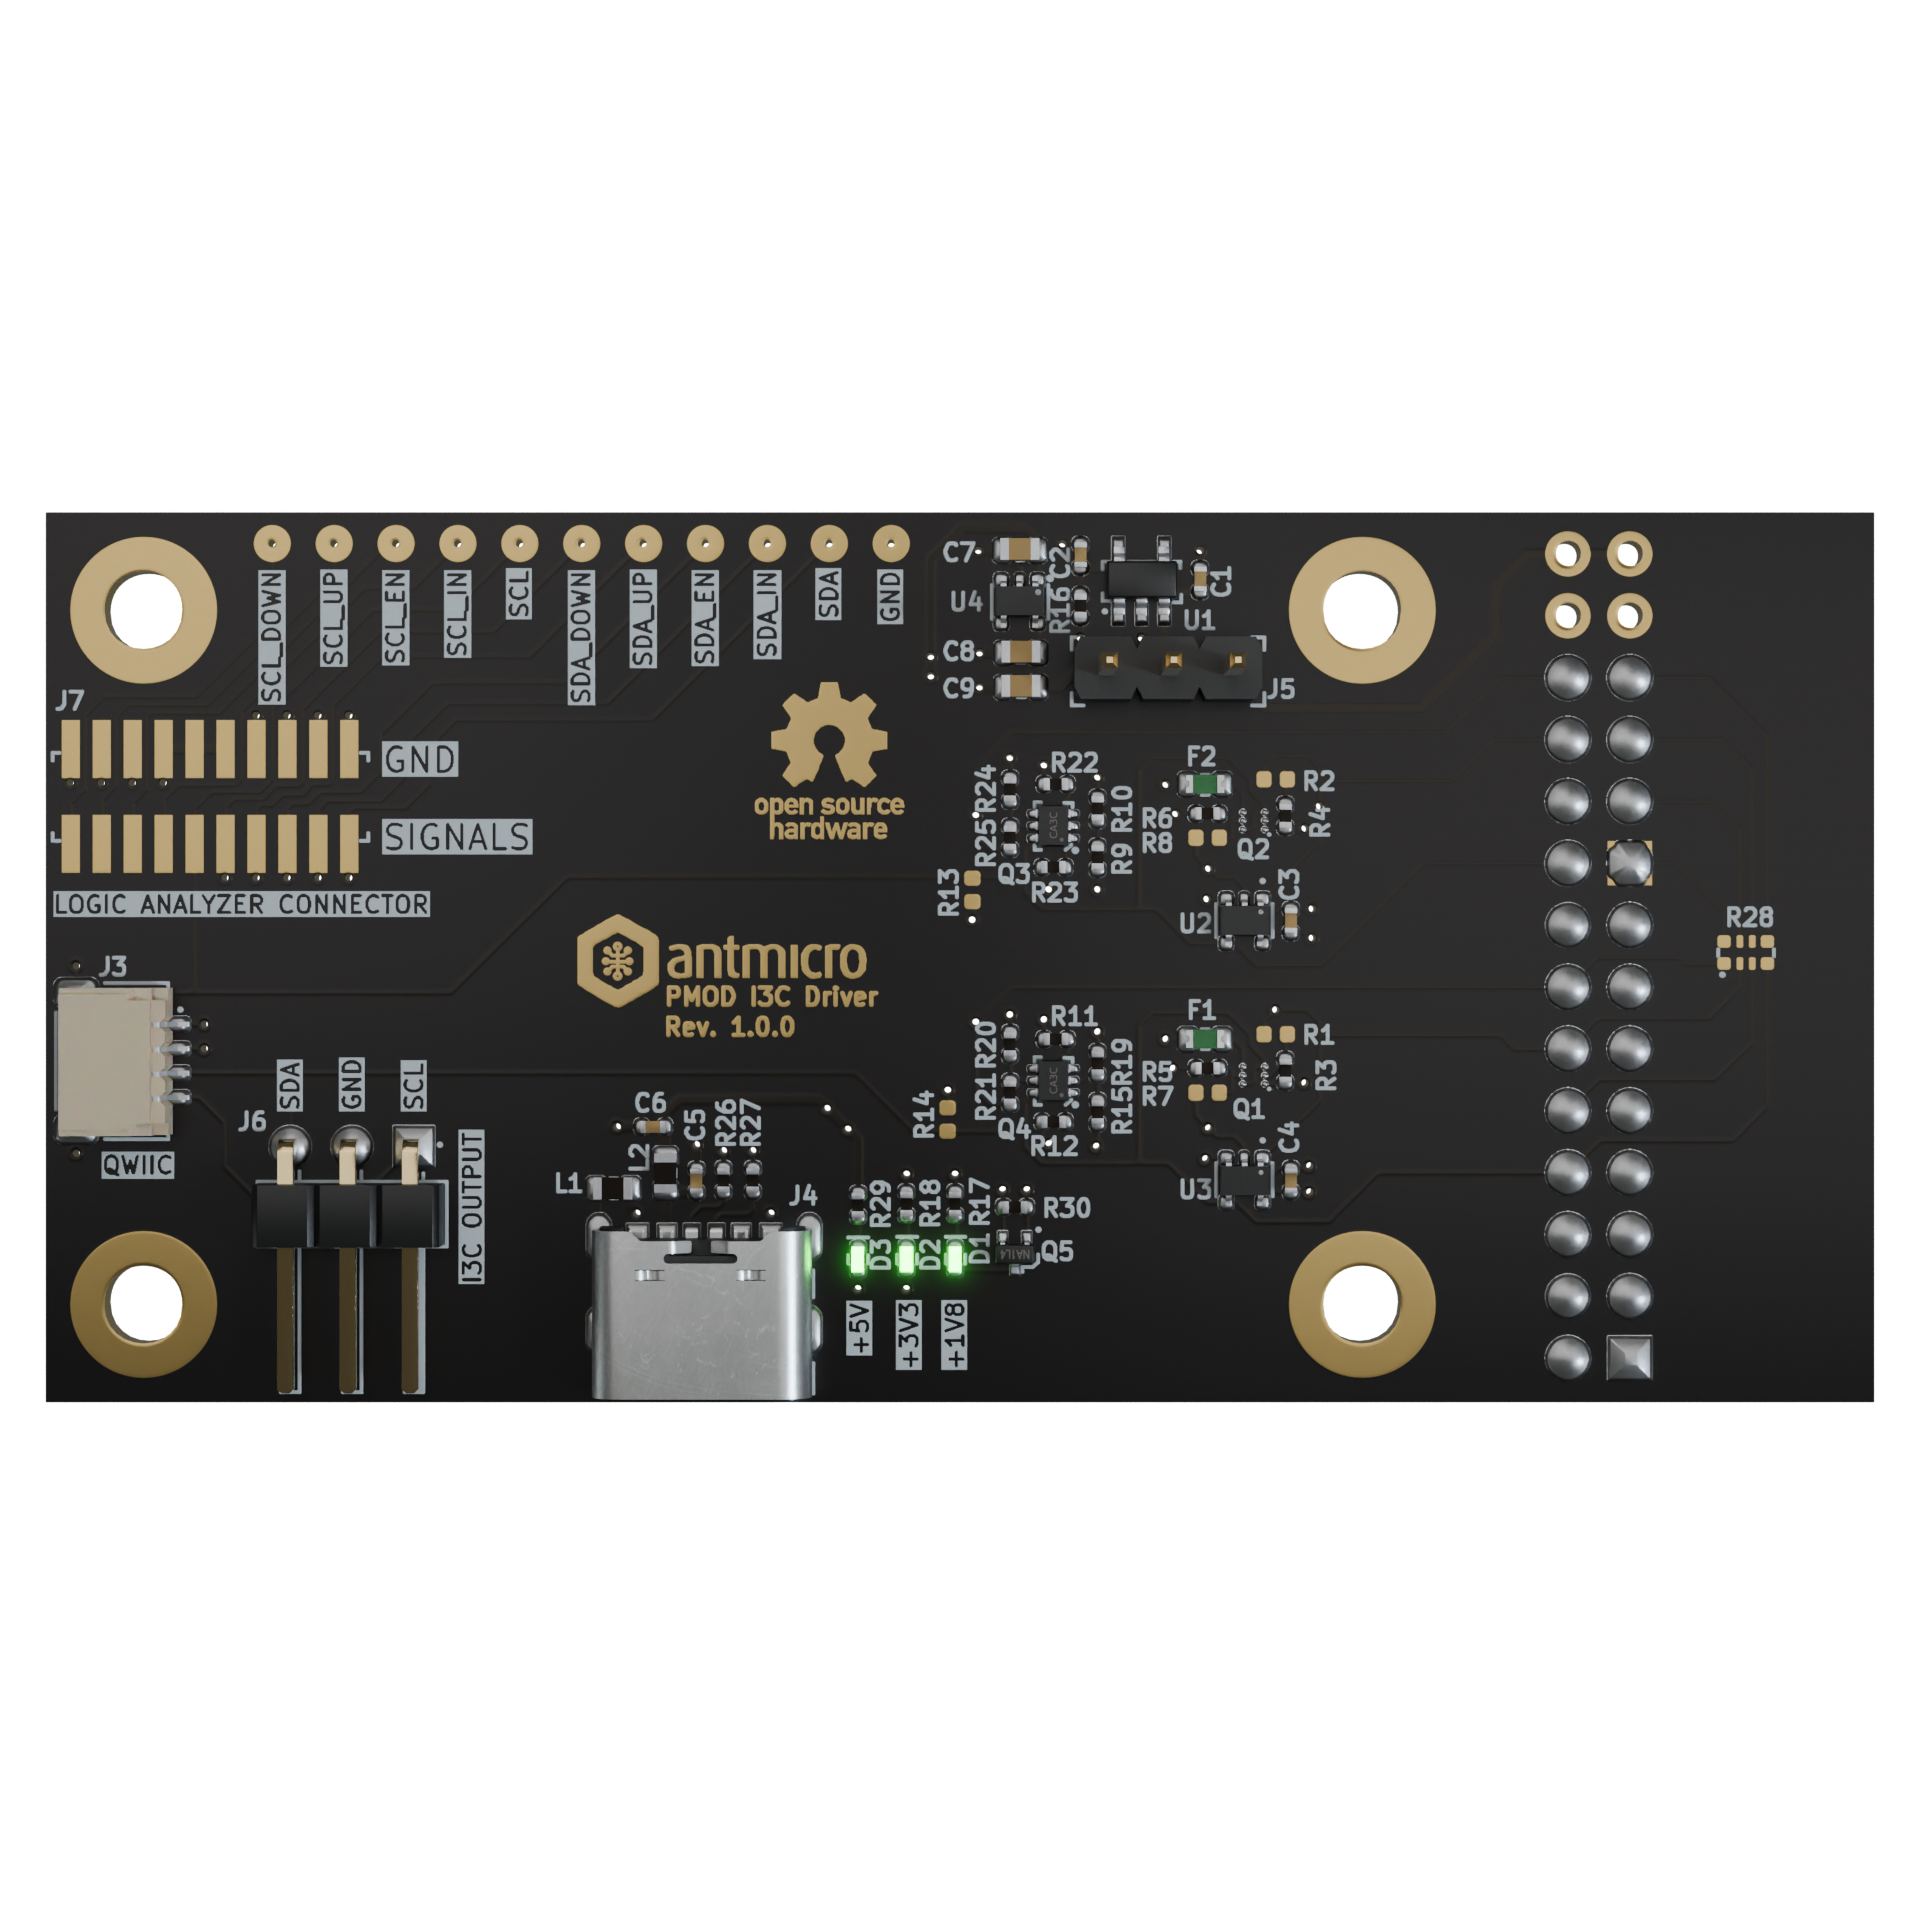 SCL_DOWN
SCL_UP
SCL_EN
SCL_IN
SCL
SDA_DOWN
SDA_UP
SDA_EN
SDA_IN
SDA
GND
C7
C2
C1
U4
R16
U1
C8
C9
J5
J7
GND
SIGNALS
LOGIC ANALYZER CONNECTOR
open source
hardware
R24
R22
R10
F2
R2
R6
R8
R4
R25
Q3
R9
R23
Q2
R13
U2
C3
R28
antmicro
PMOD I3C Driver
Rev. 1.0.0
J3
QWIIC
R20
R11
R19
F1
R1
R5
R7
R3
R21
Q4
R15
R12
Q1
R14
U3
C4
SDA
GND
SCL
J6
I3C OUTPUT
C6
C5
R26
R27
L2
L1
J4
R29
R18
R17
R30
D3
D2
D1
Q5
+5V
+3V3
+1V8
CA3C
CA3C
NA1L4